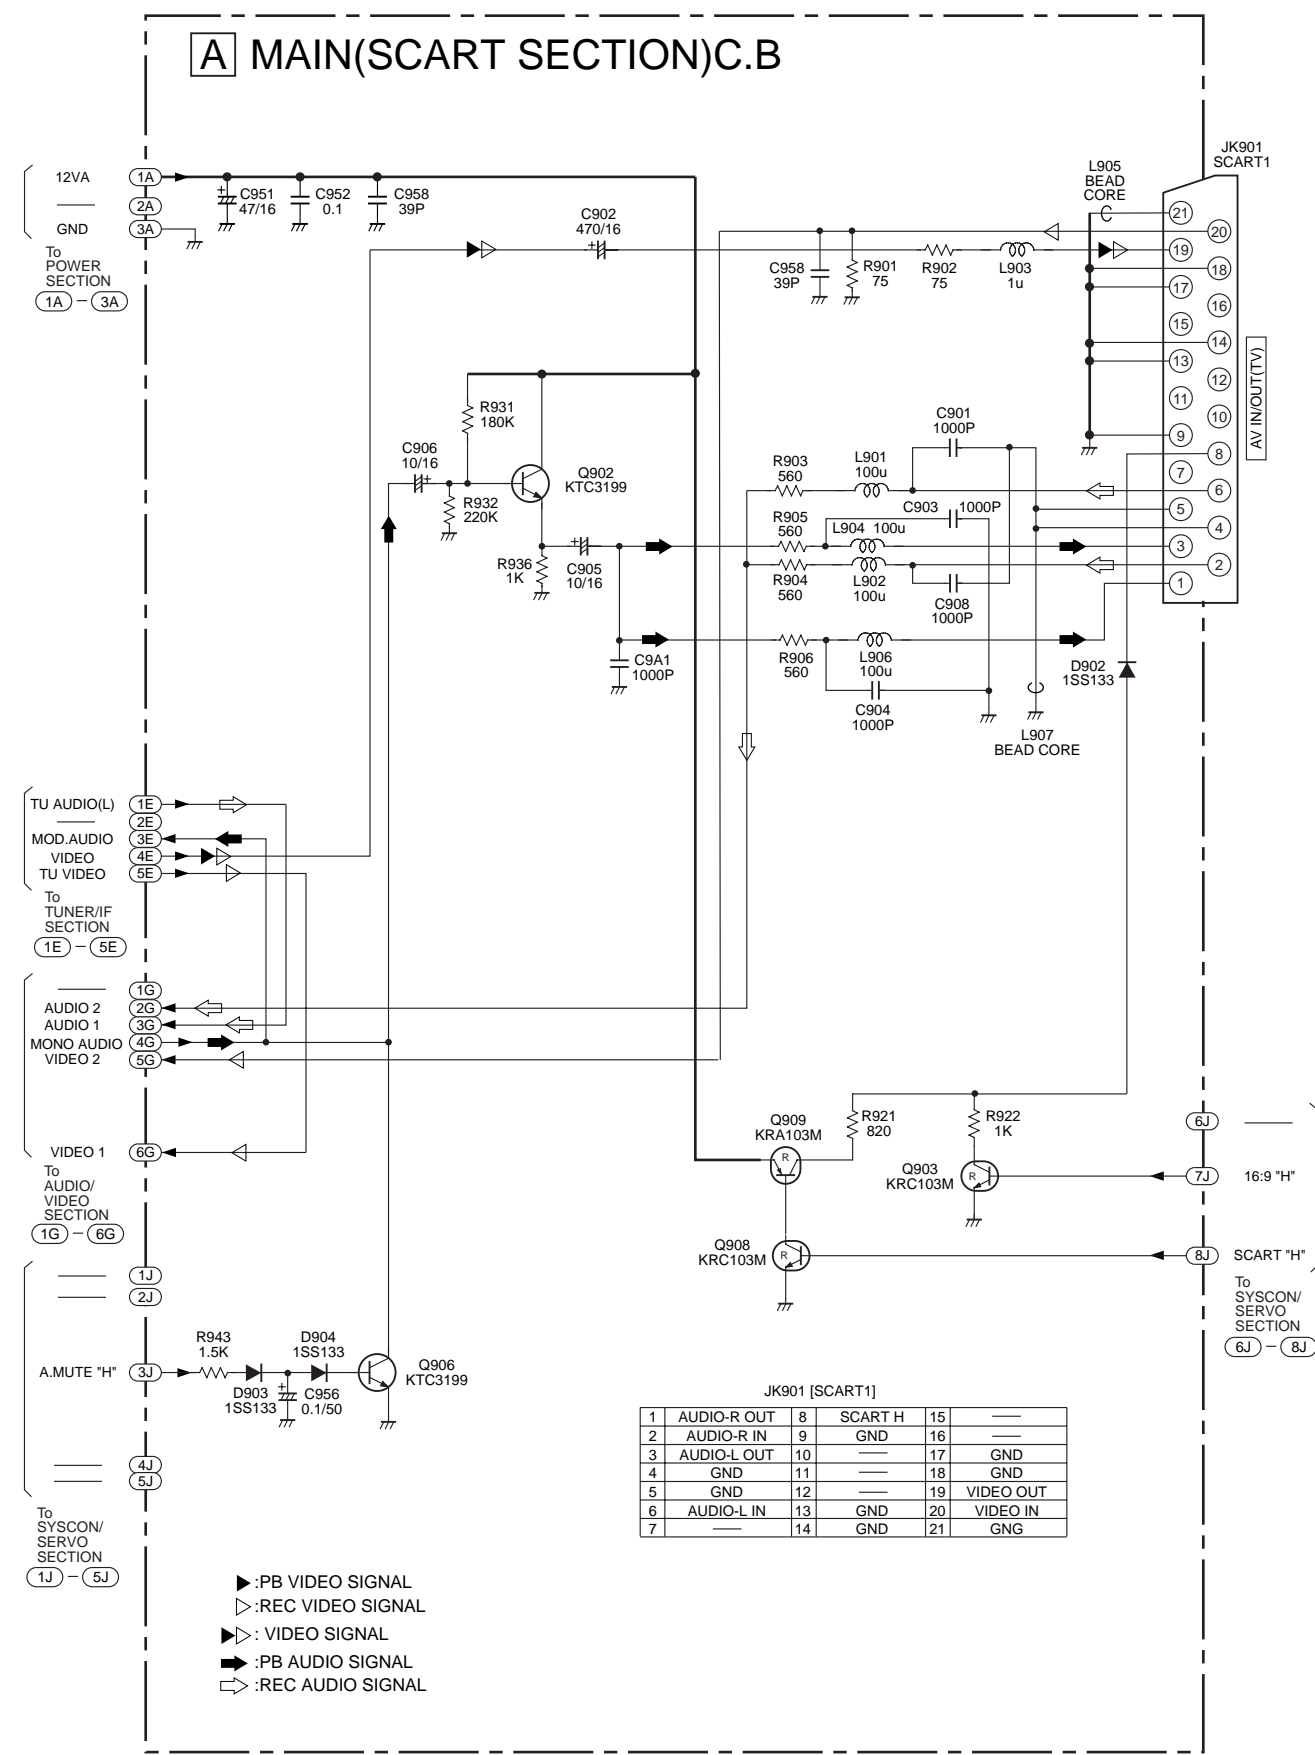 A MAIN(SCART SECTION)C.B
12VA
1A
2A
GND
3A
To
POWER
SECTION
1A – 3A
C951
47/16
C952
0.1
C958
39P
C902
470/16
C958
39P
R901
75
R902
75
L903
1u
L905
BEAD
CORE
JK901
SCART1
21
20
19
18
17
16
15
14
13
12
11
10
9
8
7
6
5
4
3
2
1
AV IN/OUT(TV)
R931
180K
C906
10/16
R932
220K
Q902
KTC3199
R936
1K
C905
10/16
C9A1
1000P
C901
1000P
R903
560
L901
100u
C903 1000P
R905
560
L904 100u
R904
560
L902
100u
C908
1000P
R906
560
L906
100u
C904
1000P
D902
1SS133
L907
BEAD CORE
TU AUDIO(L)
1E
2E
MOD.AUDIO
3E
VIDEO
4E
TU VIDEO
5E
To
TUNER/IF
SECTION
1E – 5E
1G
AUDIO 2
2G
AUDIO 1
3G
MONO AUDIO
4G
VIDEO 2
5G
VIDEO 1
6G
To
AUDIO/
VIDEO
SECTION
1G – 6G
Q909
KRA103M
R
R921
820
R922
1K
Q903
KRC103M
R
Q908
KRC103M
R
6J
7J
16:9 "H"
8J
SCART "H"
To
SYSCON/
SERVO
SECTION
6J – 8J
1J
2J
A.MUTE "H"
3J
R943
1.5K
D903
1SS133
D904
1SS133
C956
0.1/50
Q906
KTC3199
4J
5J
To
SYSCON/
SERVO
SECTION
1J – 5J
JK901 [SCART1]
1 AUDIO-R OUT 8 SCART H 15 —
2 AUDIO-R IN 9 GND 16 —
3 AUDIO-L OUT 10 — 17 GND
4 GND 11 — 18 GND
5 GND 12 — 19 VIDEO OUT
6 AUDIO-L IN 13 GND 20 VIDEO IN
7 — 14 GND 21 GNG
:PB VIDEO SIGNAL
:REC VIDEO SIGNAL
: VIDEO SIGNAL
:PB AUDIO SIGNAL
:REC AUDIO SIGNAL